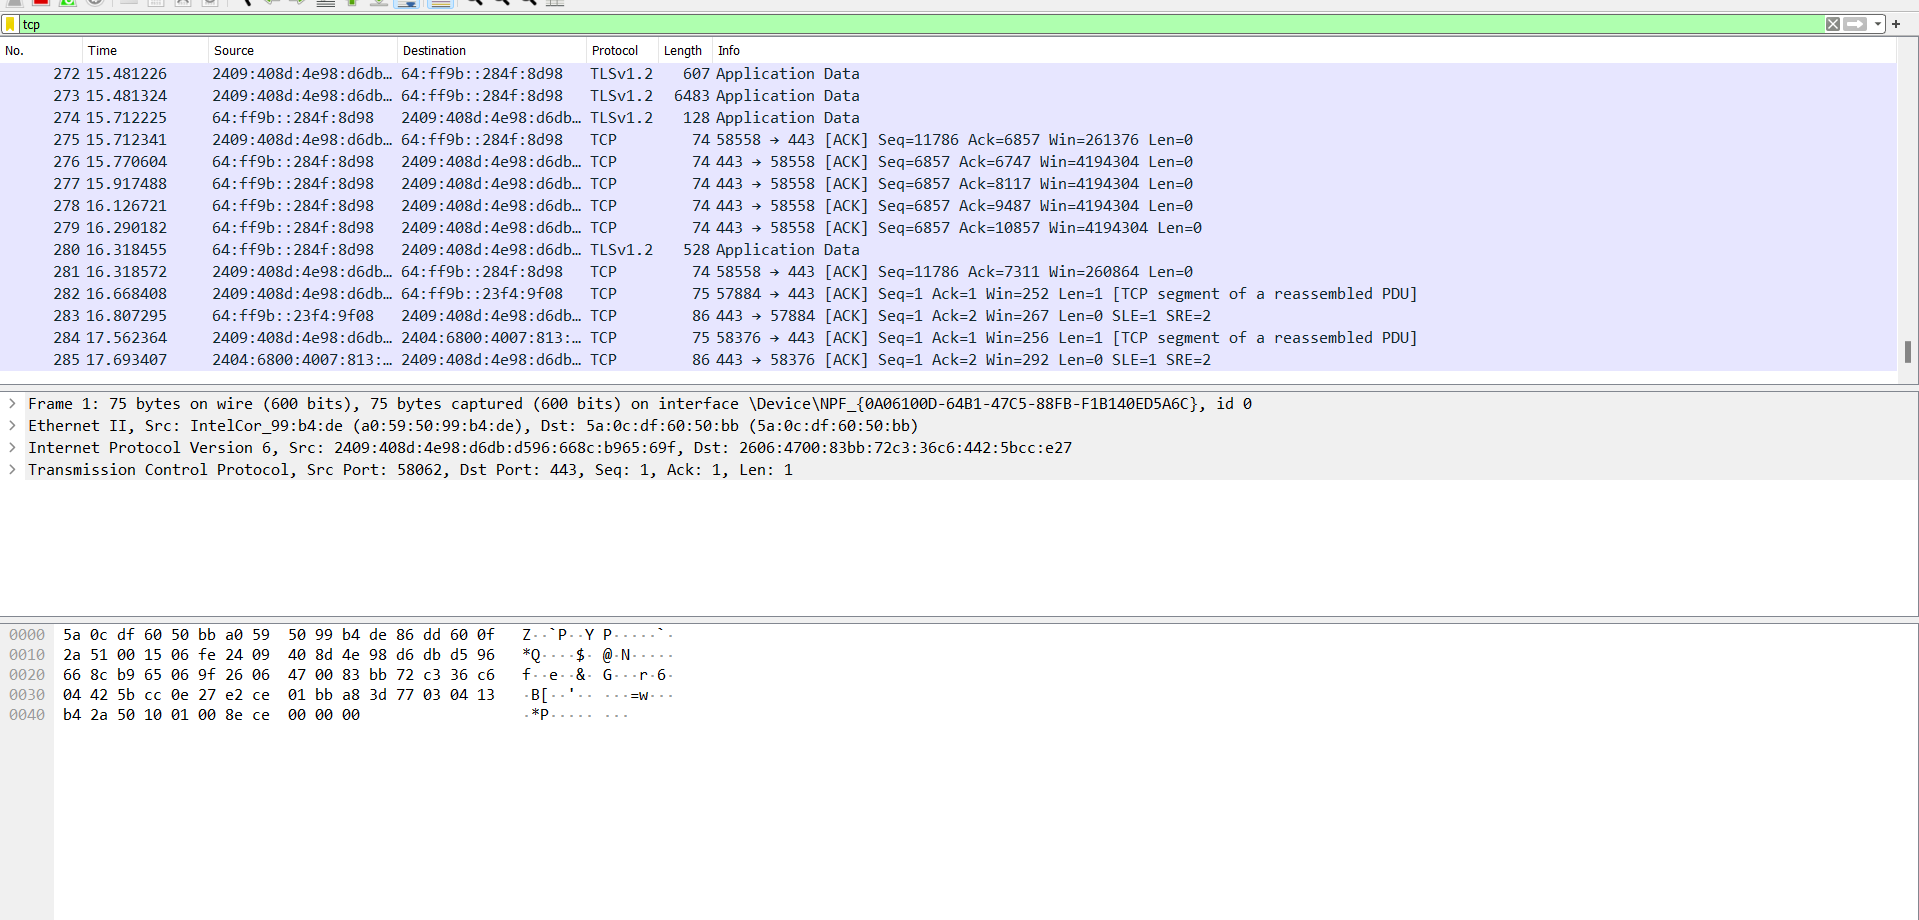 tcp
No. Time Source Destination Protocol Length Info
272 15.481226 2409:408d:4e98:d6db… 64:ff9b::284f:8d98 TLSv1.2 607 Application Data
273 15.481324 2409:408d:4e98:d6db… 64:ff9b::284f:8d98 TLSv1.2 6483 Application Data
274 15.712225 64:ff9b::284f:8d98 2409:408d:4e98:d6db… TLSv1.2 128 Application Data
275 15.712341 2409:408d:4e98:d6db… 64:ff9b::284f:8d98 TCP 74 58558 → 443 [ACK] Seq=11786 Ack=6857 Win=261376 Len=0
276 15.770604 64:ff9b::284f:8d98 2409:408d:4e98:d6db… TCP 74 443 → 58558 [ACK] Seq=6857 Ack=6747 Win=4194304 Len=0
277 15.917488 64:ff9b::284f:8d98 2409:408d:4e98:d6db… TCP 74 443 → 58558 [ACK] Seq=6857 Ack=8117 Win=4194304 Len=0
278 16.126721 64:ff9b::284f:8d98 2409:408d:4e98:d6db… TCP 74 443 → 58558 [ACK] Seq=6857 Ack=9487 Win=4194304 Len=0
279 16.290182 64:ff9b::284f:8d98 2409:408d:4e98:d6db… TCP 74 443 → 58558 [ACK] Seq=6857 Ack=10857 Win=4194304 Len=0
280 16.318455 64:ff9b::284f:8d98 2409:408d:4e98:d6db… TLSv1.2 528 Application Data
281 16.318572 2409:408d:4e98:d6db… 64:ff9b::284f:8d98 TCP 74 58558 → 443 [ACK] Seq=11786 Ack=7311 Win=260864 Len=0
282 16.668408 2409:408d:4e98:d6db… 64:ff9b::23f4:9f08 TCP 75 57884 → 443 [ACK] Seq=1 Ack=1 Win=252 Len=1 [TCP segment of a reassembled PDU]
283 16.807295 64:ff9b::23f4:9f08 2409:408d:4e98:d6db… TCP 86 443 → 57884 [ACK] Seq=1 Ack=2 Win=267 Len=0 SLE=1 SRE=2
284 17.562364 2409:408d:4e98:d6db… 2404:6800:4007:813:… TCP 75 58376 → 443 [ACK] Seq=1 Ack=1 Win=256 Len=1 [TCP segment of a reassembled PDU]
285 17.693407 2404:6800:4007:813:… 2409:408d:4e98:d6db… TCP 86 443 → 58376 [ACK] Seq=1 Ack=2 Win=292 Len=0 SLE=1 SRE=2
Frame 1: 75 bytes on wire (600 bits), 75 bytes captured (600 bits) on interface \Device\NPF_{0A06100D-64B1-47C5-88FB-F1B140ED5A6C}, id 0
Ethernet II, Src: IntelCor_99:b4:de (a0:59:50:99:b4:de), Dst: 5a:0c:df:60:50:bb (5a:0c:df:60:50:bb)
Internet Protocol Version 6, Src: 2409:408d:4e98:d6db:d596:668c:b965:69f, Dst: 2606:4700:83bb:72c3:36c6:442:5bcc:e27
Transmission Control Protocol, Src Port: 58062, Dst Port: 443, Seq: 1, Ack: 1, Len: 1
0000 5a 0c df 60 50 bb a0 59 50 99 b4 de 86 dd 60 0f Z··`P··Y P·····`·
0010 2a 51 00 15 06 fe 24 09 40 8d 4e 98 d6 db d5 96 *Q····$· @·N·····
0020 66 8c b9 65 06 9f 26 06 47 00 83 bb 72 c3 36 c6 f··e··&· G···r·6·
0030 04 42 5b cc 0e 27 e2 ce 01 bb a8 3d 77 03 04 13 ·B[··'·· ···=w···
0040 b4 2a 50 10 01 00 8e ce 00 00 00 ·*P····· ···